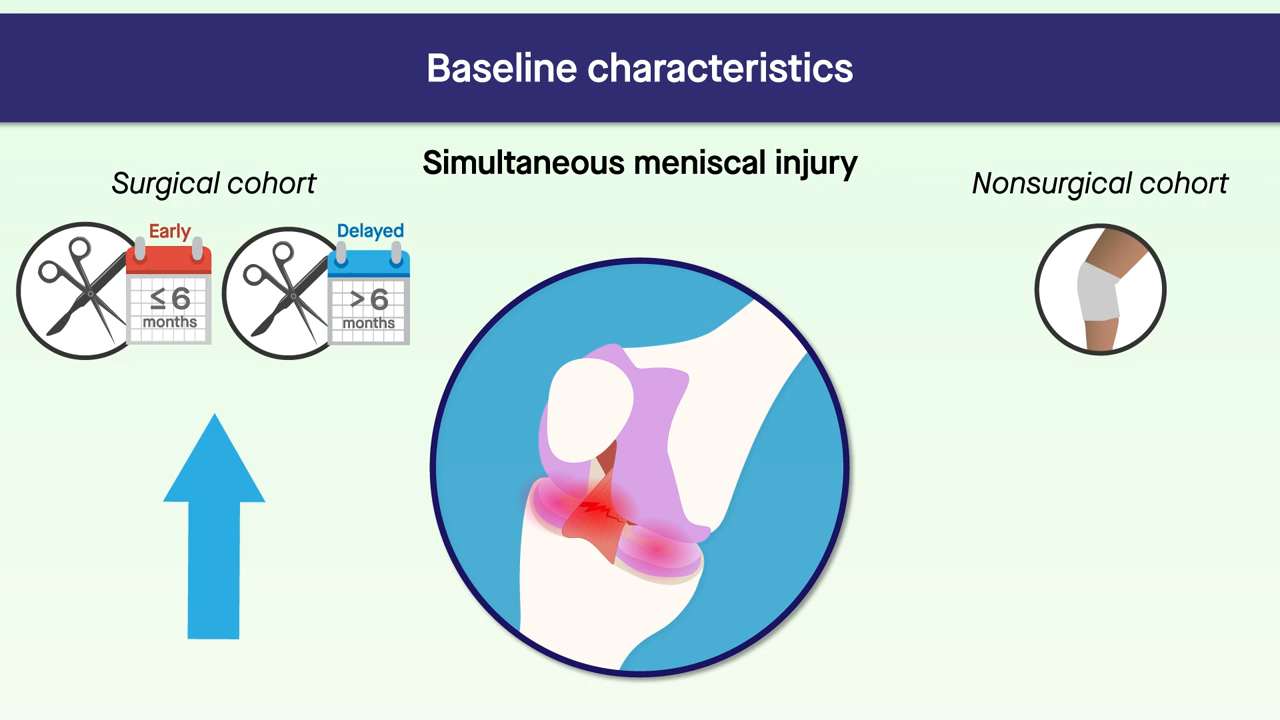 Baseline characteristics
Simultaneous meniscal injury
Surgical cohort
Nonsurgical cohort
Early
Delayed
≤ 6
months
> 6
months